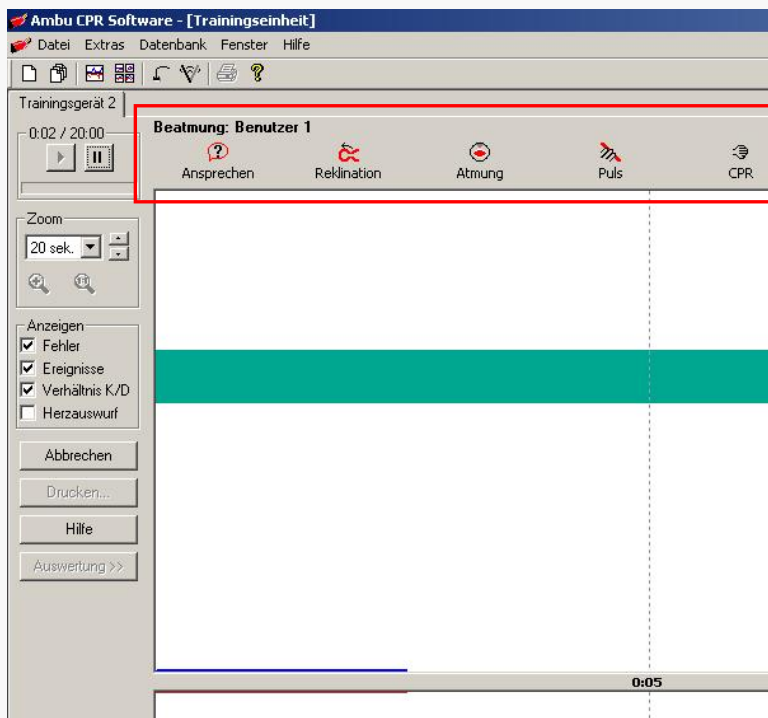 Ambu CPR Software - [Trainingseinheit]
Datei Extras Datenbank Fenster Hilfe
Trainingsgerät 2
0:02 / 20:00
Beatmung: Benutzer 1
Ansprechen Reklination Atmung Puls CPR
Zoom
20 sek.
Anzeigen
Fehler
Ereignisse
Verhältnis K/D
Herzauswurf
Abbrechen
Drucken...
Hilfe
Auswertung >>
0:05